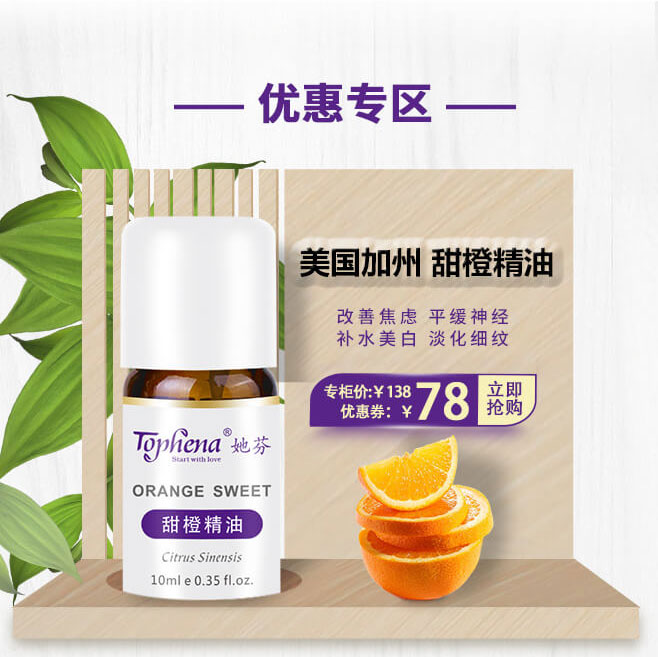 优惠专区
美国加州 甜橙精油
改善焦虑 平缓神经
补水美白 淡化细纹
专柜价:￥138
优惠券:￥78
立即
抢购
Tophena®她芬
Start with love
ORANGE SWEET
甜橙精油
Citrus Sinensis
10ml e 0.35 fl.oz.